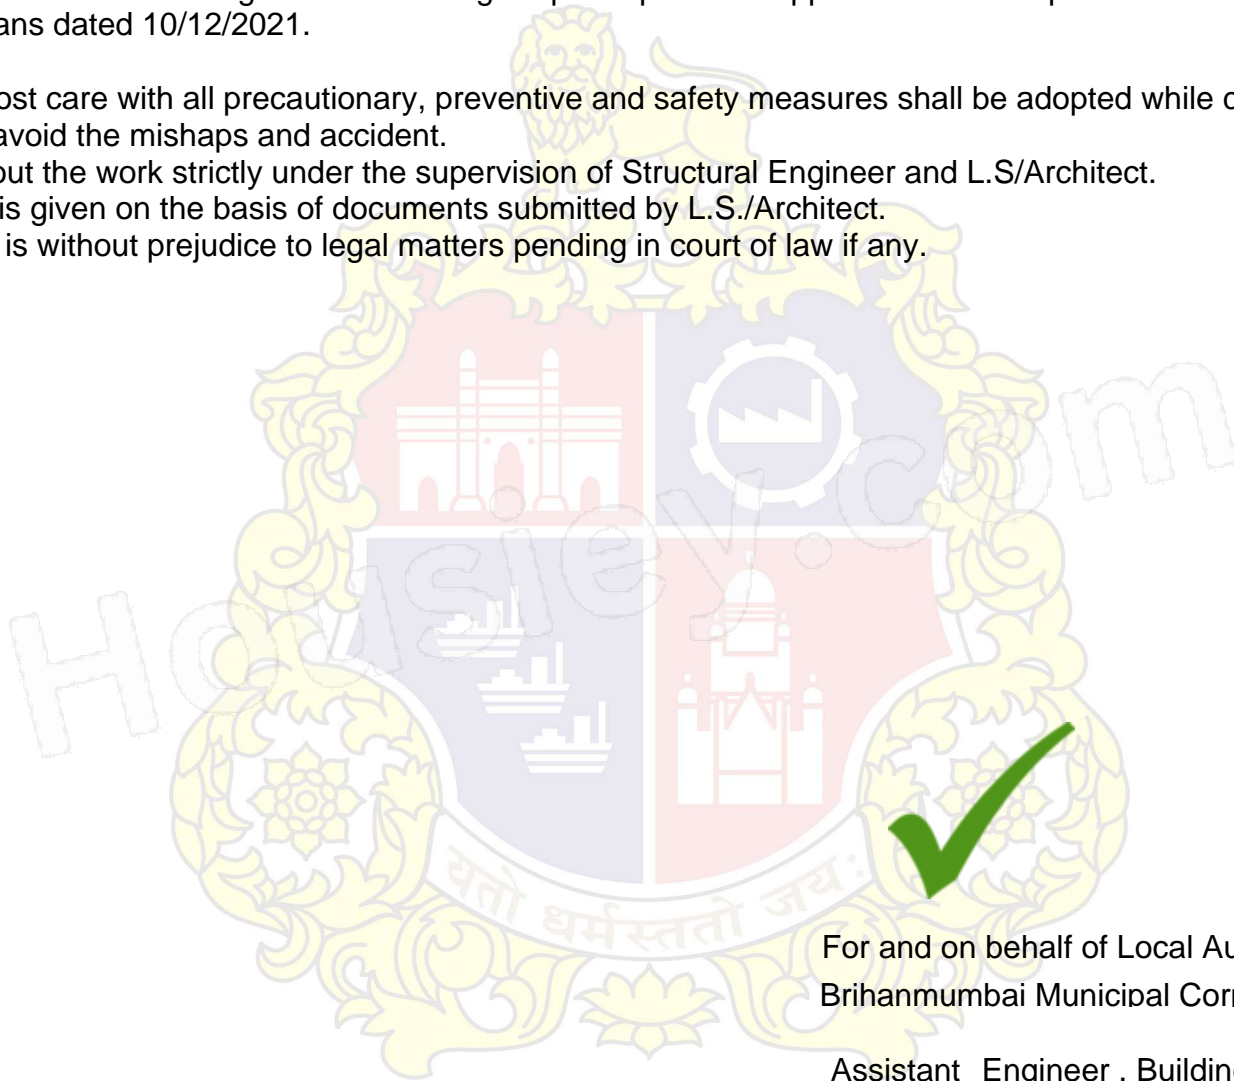 ans dated 10/12/2021.
ost care with all precautionary, preventive and safety measures shall be adopted while
avoid the mishaps and accident.
out the work strictly under the supervision of Structural Engineer and L.S/Architect.
is given on the basis of documents submitted by L.S./Architect.
is without prejudice to legal matters pending in court of law if any.
Housiey.com
यतो धर्मस्ततो जय:
For and on behalf of Local Au
Brihanmumbai Municipal Cor
Assistant Engineer . Building